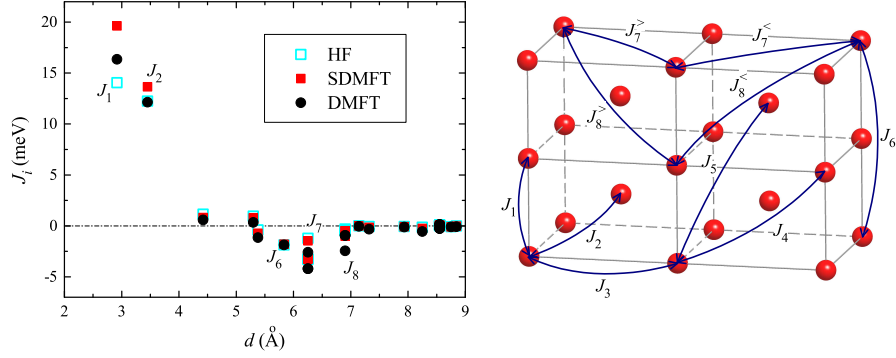 20
15
10
5
0
-5
J_i (meV)
2 3 4 5 6 7 8 9
d (Å)
HF
SDMFT
DMFT
J_1
J_2
J_6
J_7
J_8
J_7^> J_7^<
J_8^<
J_8^>
J_6
J_5
J_1
J_2
J_4
J_3